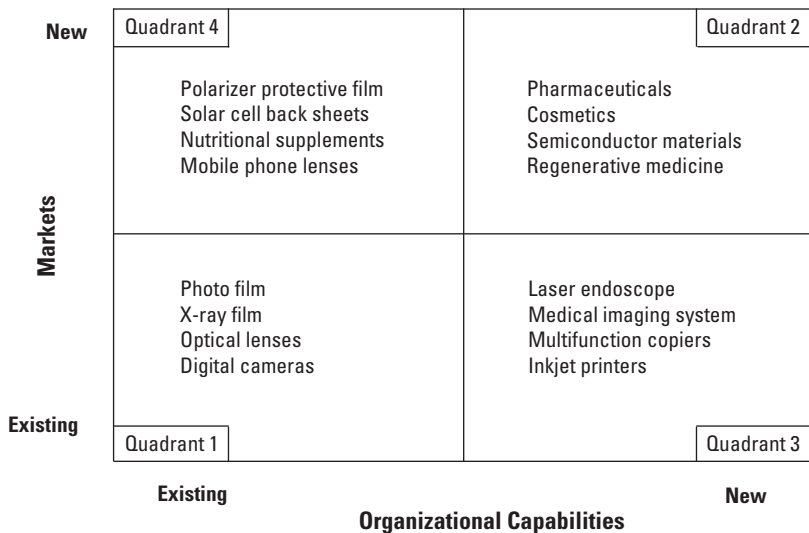 New
Quadrant 4
Quadrant 2
Polarizer protective film
Solar cell back sheets
Nutritional supplements
Mobile phone lenses
Pharmaceuticals
Cosmetics
Semiconductor materials
Regenerative medicine
Markets
Photo film
X-ray film
Optical lenses
Digital cameras
Laser endoscope
Medical imaging system
Multifunction copiers
Inkjet printers
Existing
Quadrant 1
Quadrant 3
Existing
New
Organizational Capabilities